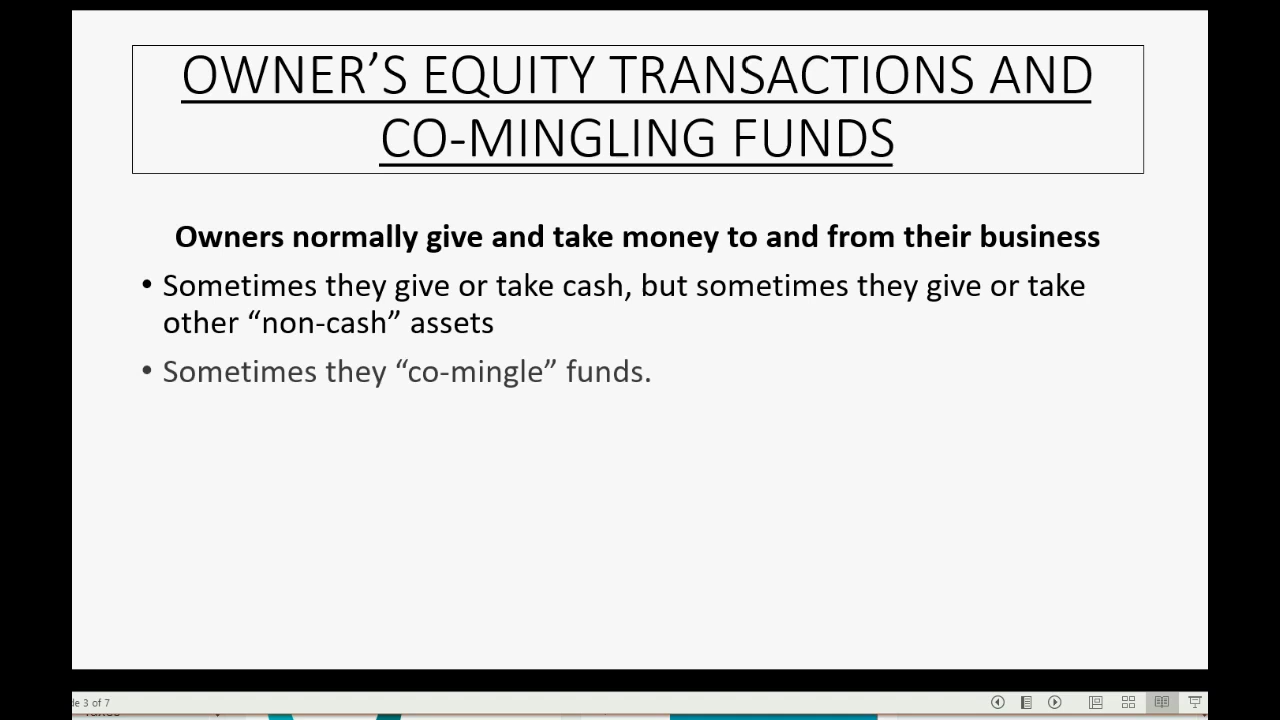 OWNER’S EQUITY TRANSACTIONS AND
CO-MINGLING FUNDS
Owners normally give and take money to and from their business
• Sometimes they give or take cash, but sometimes they give or take
other “non-cash” assets
• Sometimes they “co-mingle” funds.
de 3 of 7